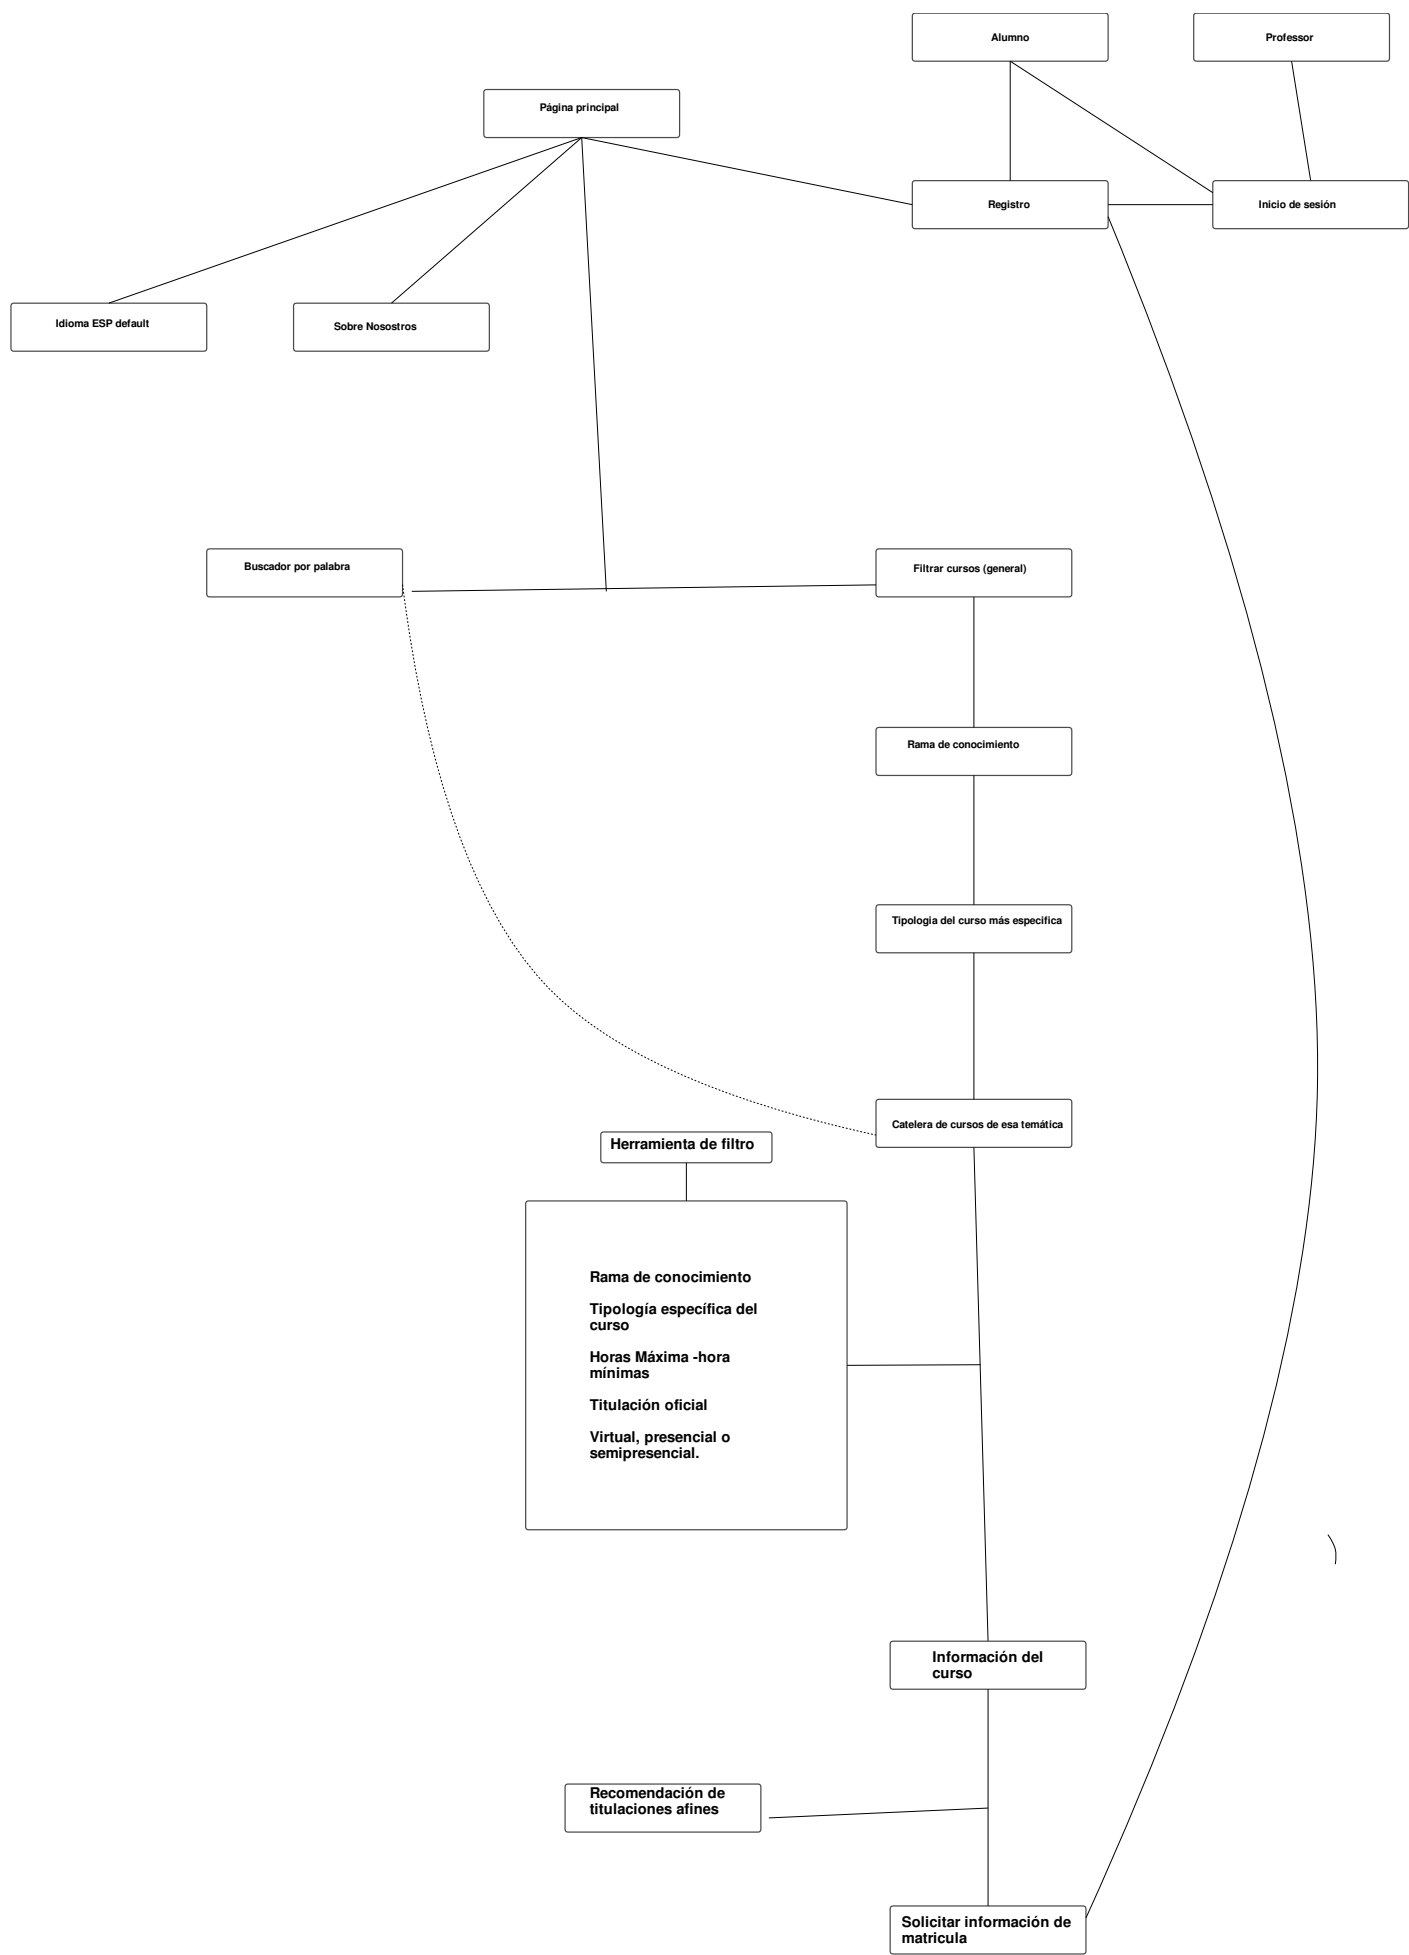 Alumno
Professor
Página principal
Registro
Inicio de sesión
Idioma ESP default
Sobre Nosostros
Buscador por palabra
Filtrar cursos (general)
Rama de conocimiento
Tipologia del curso más especifica
Catelera de cursos de esa temática
Herramienta de filtro
Rama de conocimiento
Tipología específica del
curso
Horas Máxima -hora
mínimas
Titulación oficial
Virtual, presencial o
semipresencial.
Información del
curso
Recomendación de
titulaciones afines
Solicitar información de
matricula